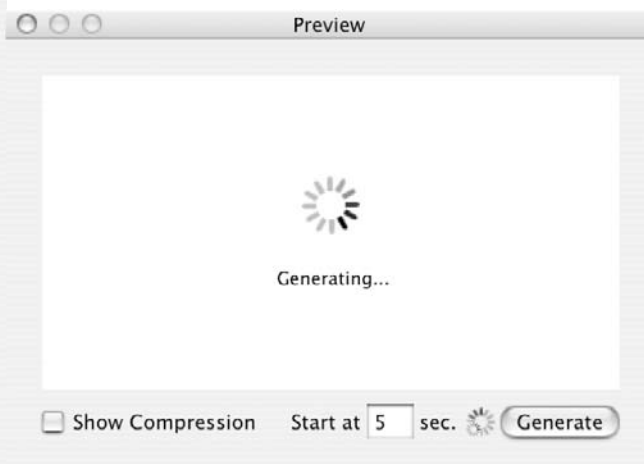 Preview
Generating...
Show Compression Start at 5 sec. Generate